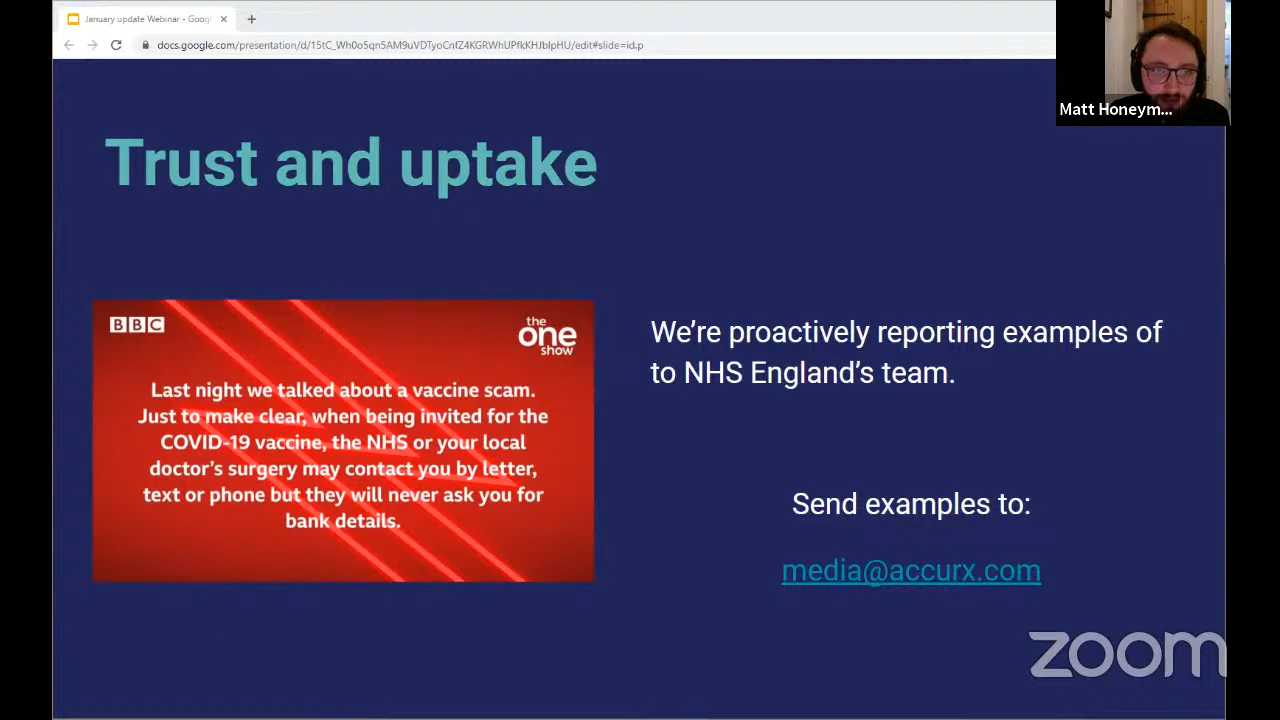 January update Webinar - Googl
docs.google.com/presentation/d/15tC_Wh0o5qn5AM9uVDTyoCnfZ4KGRWhUPfkKHJblpHU/edit#slide=id.p
Matt Honeym...
Trust and uptake
BBC
the
one
show
Last night we talked about a vaccine scam.
Just to make clear, when being invited for the
COVID-19 vaccine, the NHS or your local
doctor's surgery may contact you by letter,
text or phone but they will never ask you for
bank details.
We're proactively reporting examples of
to NHS England's team.
Send examples to:
media@accurx.com
zoom